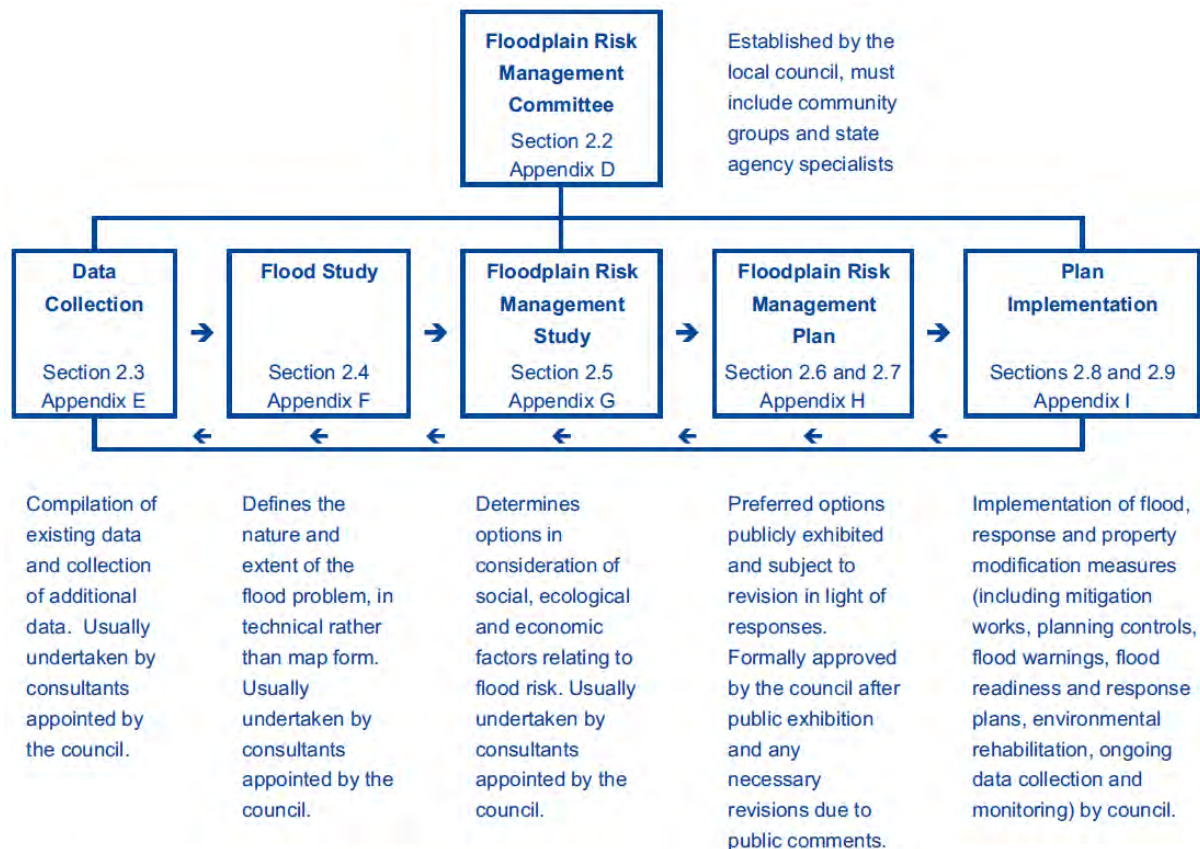 Floodplain Risk
Management
Committee
Section 2.2
Appendix D
Established by the
local council, must
include community
groups and state
agency specialists
Data
Collection
Section 2.3
Appendix E
Flood Study
Section 2.4
Appendix F
Floodplain Risk
Management
Study
Section 2.5
Appendix G
Floodplain Risk
Management
Plan
Section 2.6 and 2.7
Appendix H
Plan
Implementation
Sections 2.8 and 2.9
Appendix I
Compilation of
existing data
and collection
of additional
data. Usually
undertaken by
consultants
appointed by
the council.
Defines the
nature and
extent of the
flood problem, in
technical rather
than map form.
Usually
undertaken by
consultants
appointed by the
council.
Determines
options in
consideration of
social, ecological
and economic
factors relating to
flood risk. Usually
undertaken by
consultants
appointed by the
council.
Preferred options
publicly exhibited
and subject to
revision in light of
responses.
Formally approved
by the council after
public exhibition
and any
necessary
revisions due to
public comments.
Implementation of flood,
response and property
modification measures
(including mitigation
works, planning controls,
flood warnings, flood
readiness and response
plans, environmental
rehabilitation, ongoing
data collection and
monitoring) by council.